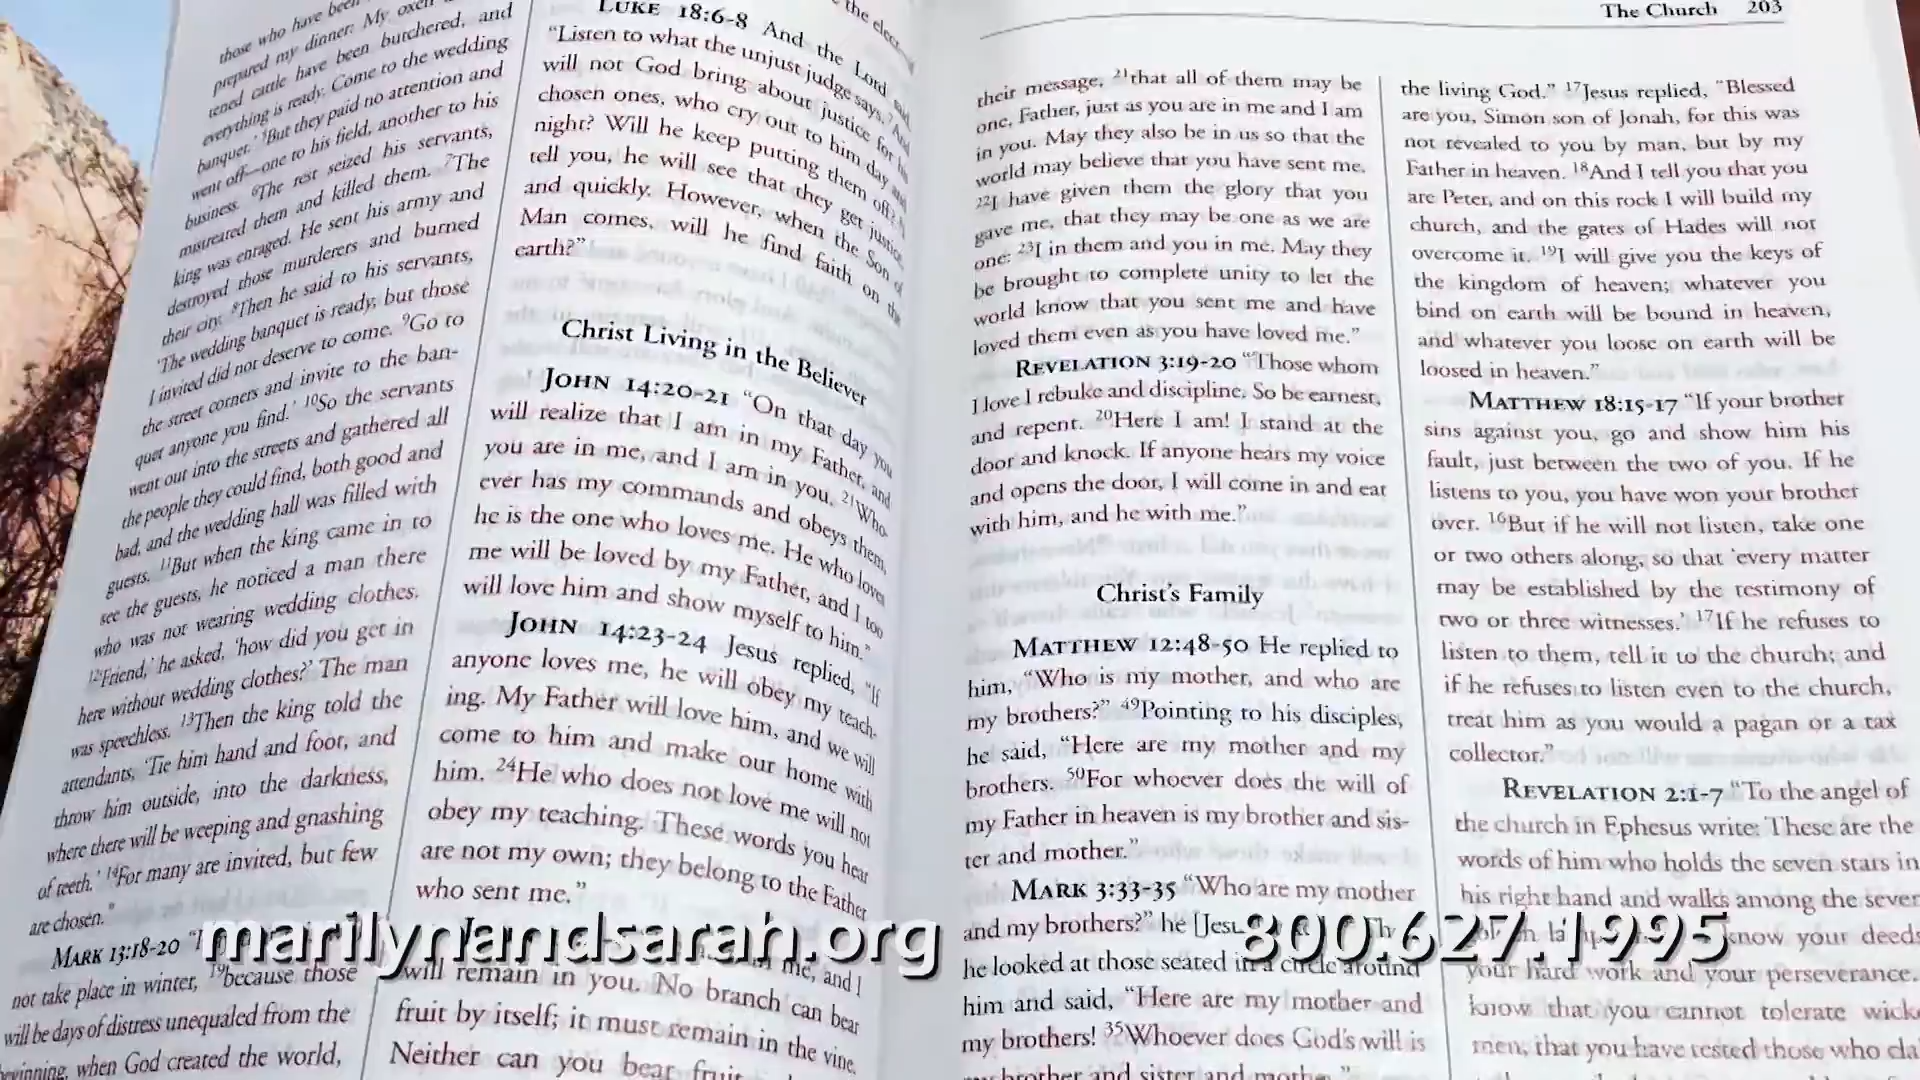 those who have been
prepared my dinner: My oxen
tened cattle have been butchered, and
everything is ready. Come to the wedding
banquet.' ⁵But they paid no attention and
went off—one to his field, another to his
business. ⁶The rest seized his servants,
mistreated them and killed them. ⁷The
king was enraged. He sent his army and
destroyed those murderers and burned
their city. ⁸Then he said to his servants,
'The wedding banquet is ready, but those
I invited did not deserve to come. ⁹Go to
the street corners and invite to the ban-
quet anyone you find.' ¹⁰So the servants
went out into the streets and gathered all
the people they could find, both good and
bad, and the wedding hall was filled with
guests. ¹¹But when the king came in to
see the guests, he noticed a man there
who was not wearing wedding clothes.
¹²'Friend,' he asked, 'how did you get in
here without wedding clothes?' The man
was speechless. ¹³Then the king told the
attendants, 'Tie him hand and foot, and
throw him outside, into the darkness,
where there will be weeping and gnashing
of teeth.' ¹⁴For many are invited, but few
are chosen."
MARK 13:18-20
not take place in winter, ¹⁹because those
will be days of distress unequaled from the
beginning, when God created the world,
the elect
LUKE 18:6-8 And the Lord said,
"Listen to what the unjust judge says. ⁷And
will not God bring about justice for his
chosen ones, who cry out to him day and
night? Will he keep putting them off? ⁸I
tell you, he will see that they get justice,
and quickly. However, when the Son of
Man comes, will he find faith on the
earth?"
Christ Living in the Believer
JOHN 14:20-21 "On that day you
will realize that I am in my Father, and
you are in me, and I am in you. ²¹Who-
ever has my commands and obeys them,
he is the one who loves me. He who loves
me will be loved by my Father, and I too
will love him and show myself to him."
JOHN 14:23-24 Jesus replied, "If
anyone loves me, he will obey my teach-
ing. My Father will love him, and we will
come to him and make our home with
him. ²⁴He who does not love me will not
obey my teaching. These words you hear
are not my own; they belong to the Father
who sent me."
me, and I
will remain in you. No branch can bear
fruit by itself; it must remain in the vine.
Neither can you bear fruit
The Church 203
their message, ²¹that all of them may be
one, Father, just as you are in me and I am
in you. May they also be in us so that the
world may believe that you have sent me.
²²I have given them the glory that you
gave me, that they may be one as we are
one: ²³I in them and you in me. May they
be brought to complete unity to let the
world know that you sent me and have
loved them even as you have loved me."
REVELATION 3:19-20 "Those whom
I love I rebuke and discipline. So be earnest,
and repent. ²⁰Here I am! I stand at the
door and knock. If anyone hears my voice
and opens the door, I will come in and eat
with him, and he with me."
Christ's Family
MATTHEW 12:48-50 He replied to
him, "Who is my mother, and who are
my brothers?" ⁴⁹Pointing to his disciples,
he said, "Here are my mother and my
brothers. ⁵⁰For whoever does the will of
my Father in heaven is my brother and sis-
ter and mother."
MARK 3:33-35 "Who are my mother
and my brothers?" he
he looked at those seated in a circle around
him and said, "Here are my mother and
my brothers! ³⁵Whoever does God's will is
my brother and sister and mother."
the living God." ¹⁷Jesus replied, "Blessed
are you, Simon son of Jonah, for this was
not revealed to you by man, but by my
Father in heaven. ¹⁸And I tell you that you
are Peter, and on this rock I will build my
church, and the gates of Hades will not
overcome it. ¹⁹I will give you the keys of
the kingdom of heaven; whatever you
bind on earth will be bound in heaven,
and whatever you loose on earth will be
loosed in heaven."
MATTHEW 18:15-17 "If your brother
sins against you, go and show him his
fault, just between the two of you. If he
listens to you, you have won your brother
over. ¹⁶But if he will not listen, take one
or two others along, so that 'every matter
may be established by the testimony of
two or three witnesses.' ¹⁷If he refuses to
listen to them, tell it to the church; and
if he refuses to listen even to the church,
treat him as you would a pagan or a tax
collector."
REVELATION 2:1-7 "To the angel of
the church in Ephesus write: These are the
words of him who holds the seven stars in
his right hand and walks among the seven
know your deeds
your hard work and your perseverance.
know that you cannot tolerate wick
men, that you have tested those who cla
marilynandsarah.org
800.627.1995